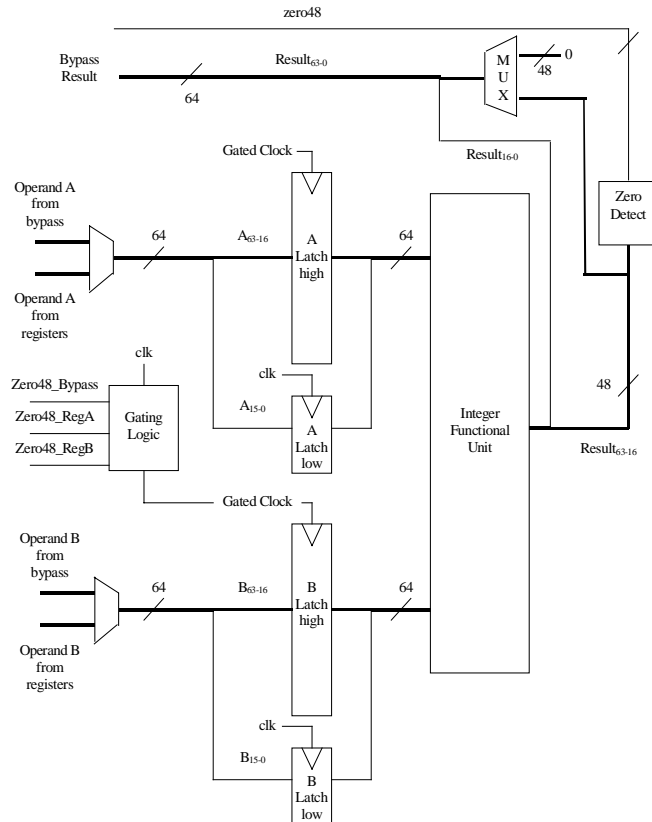 zero48
Bypass
Result
Result63-0
64
M
U
X
48
0
Result16-0
Zero
Detect
Gated Clock
Operand A
from
bypass
64
A63-16
A
Latch
high
64
Operand A
from
registers
clk
Zero48_Bypass
Zero48_RegA
Zero48_RegB
Gating
Logic
clk
A15-0
A
Latch
low
Integer
Functional
Unit
48
Result63-16
Gated Clock
Operand B
from
bypass
64
B63-16
B
Latch
high
64
Operand B
from
registers
clk
B15-0
B
Latch
low